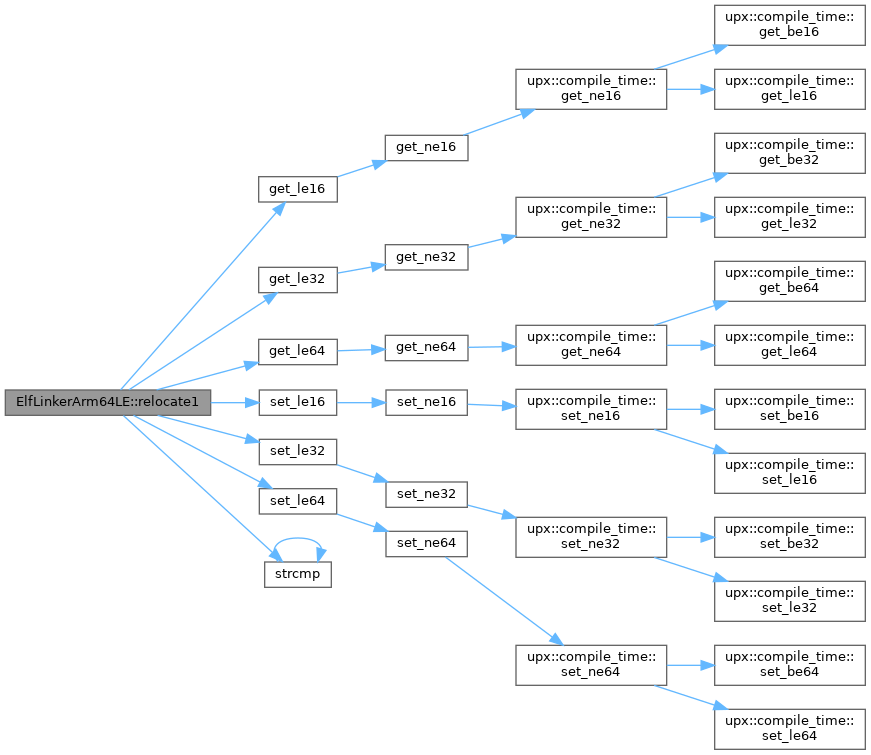 ElfLinkerArm64LE::relocate1
get_le16
get_ne16
upx::compile_time::
get_ne16
upx::compile_time::
get_be16
upx::compile_time::
get_le16
get_le32
get_ne32
upx::compile_time::
get_ne32
upx::compile_time::
get_be32
upx::compile_time::
get_le32
get_le64
get_ne64
upx::compile_time::
get_ne64
upx::compile_time::
get_be64
upx::compile_time::
get_le64
set_le16
set_ne16
upx::compile_time::
set_ne16
upx::compile_time::
set_be16
upx::compile_time::
set_le16
set_le32
set_ne32
upx::compile_time::
set_ne32
upx::compile_time::
set_be32
upx::compile_time::
set_le32
set_le64
set_ne64
upx::compile_time::
set_ne64
upx::compile_time::
set_be64
upx::compile_time::
set_le64
strcmp